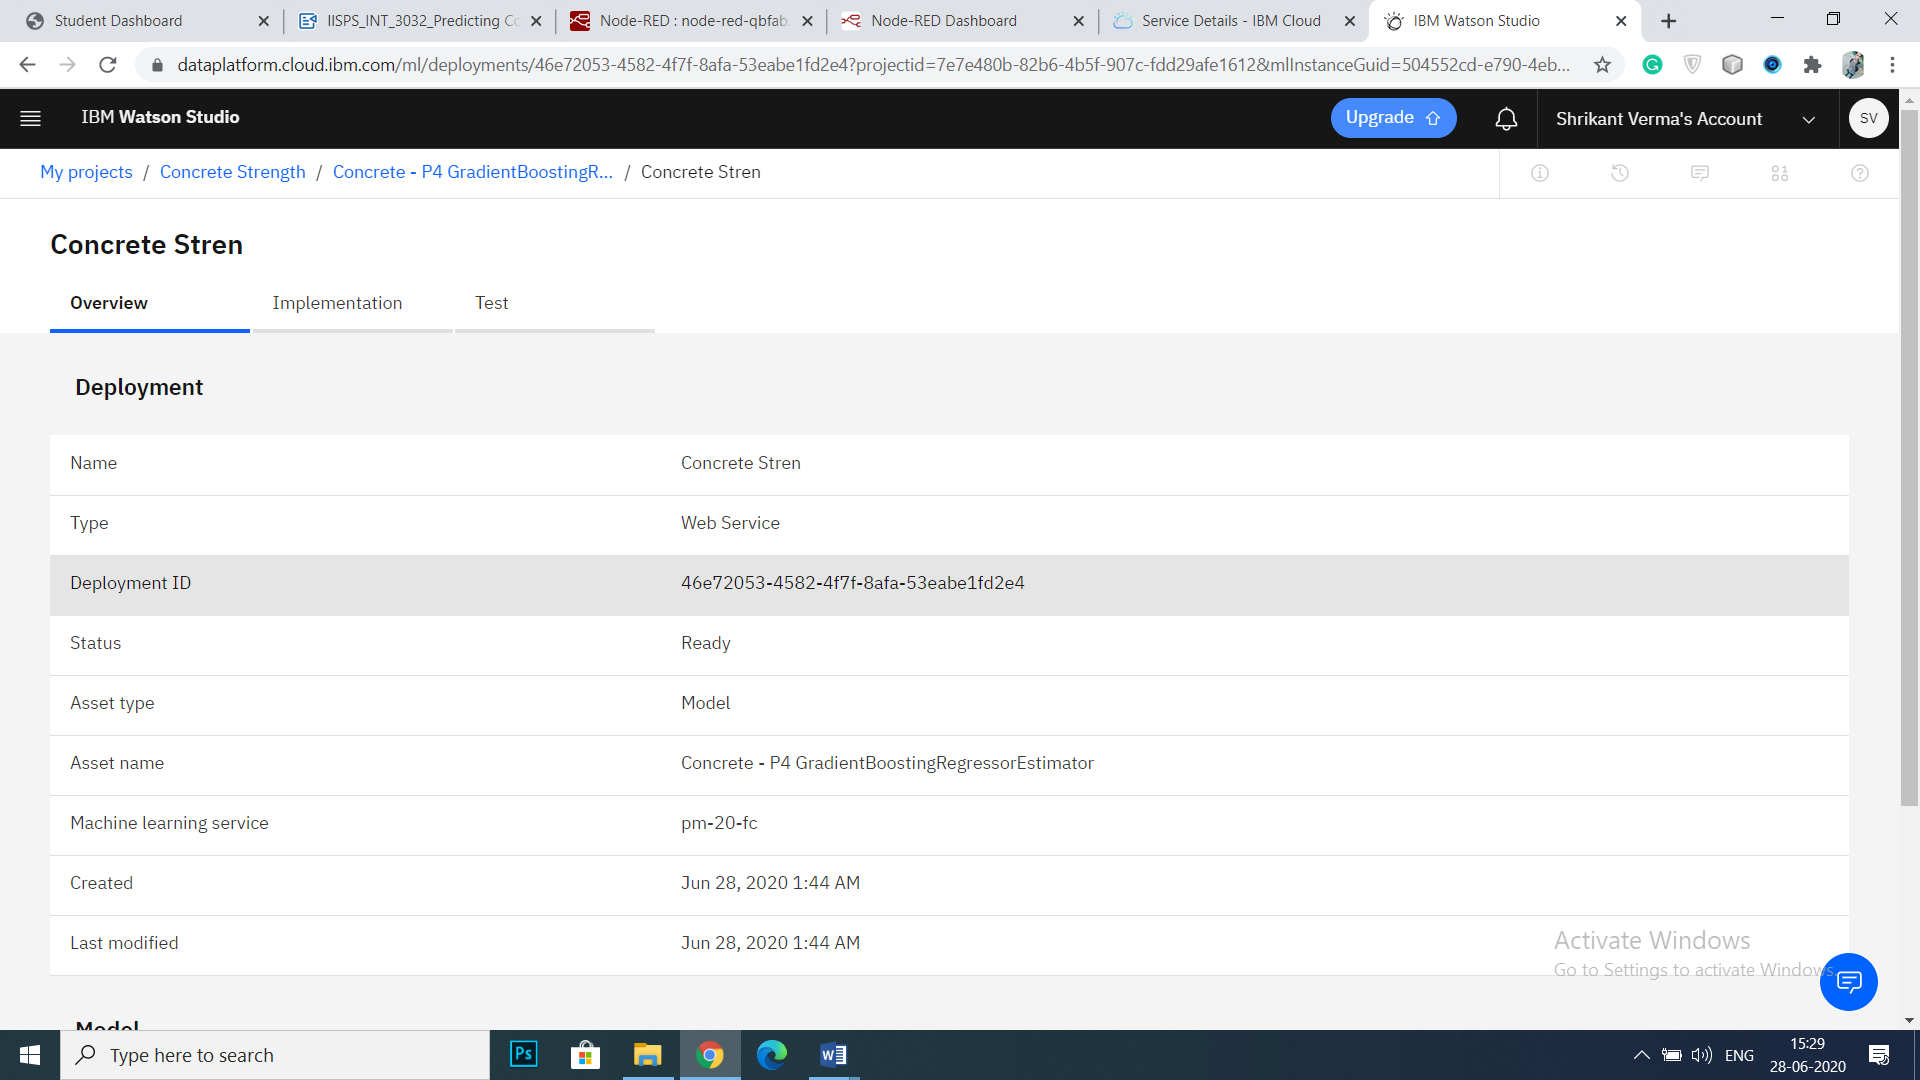 Student Dashboard
IISPS_INT_3032_Predicting Co
Node-RED : node-red-qbfab
Node-RED Dashboard
Service Details - IBM Cloud
IBM Watson Studio
dataplatform.cloud.ibm.com/ml/deployments/46e72053-4582-4f7f-8afa-53eabe1fd2e4?projectid=7e7e480b-82b6-4b5f-907c-fdd29afe1612&mlInstanceGuid=504552cd-e790-4eb...
IBM Watson Studio
Upgrade
Shrikant Verma's Account
SV
My projects / Concrete Strength / Concrete - P4 GradientBoostingR... / Concrete Stren
Concrete Stren
Overview
Implementation
Test
Deployment
Name Concrete Stren
Type Web Service
Deployment ID 46e72053-4582-4f7f-8afa-53eabe1fd2e4
Status Ready
Asset type Model
Asset name Concrete - P4 GradientBoostingRegressorEstimator
Machine learning service pm-20-fc
Created Jun 28, 2020 1:44 AM
Last modified Jun 28, 2020 1:44 AM
Activate Windows
Go to Settings to activate Windows.
Model
Type here to search
Ps
ENG
15:29
28-06-2020